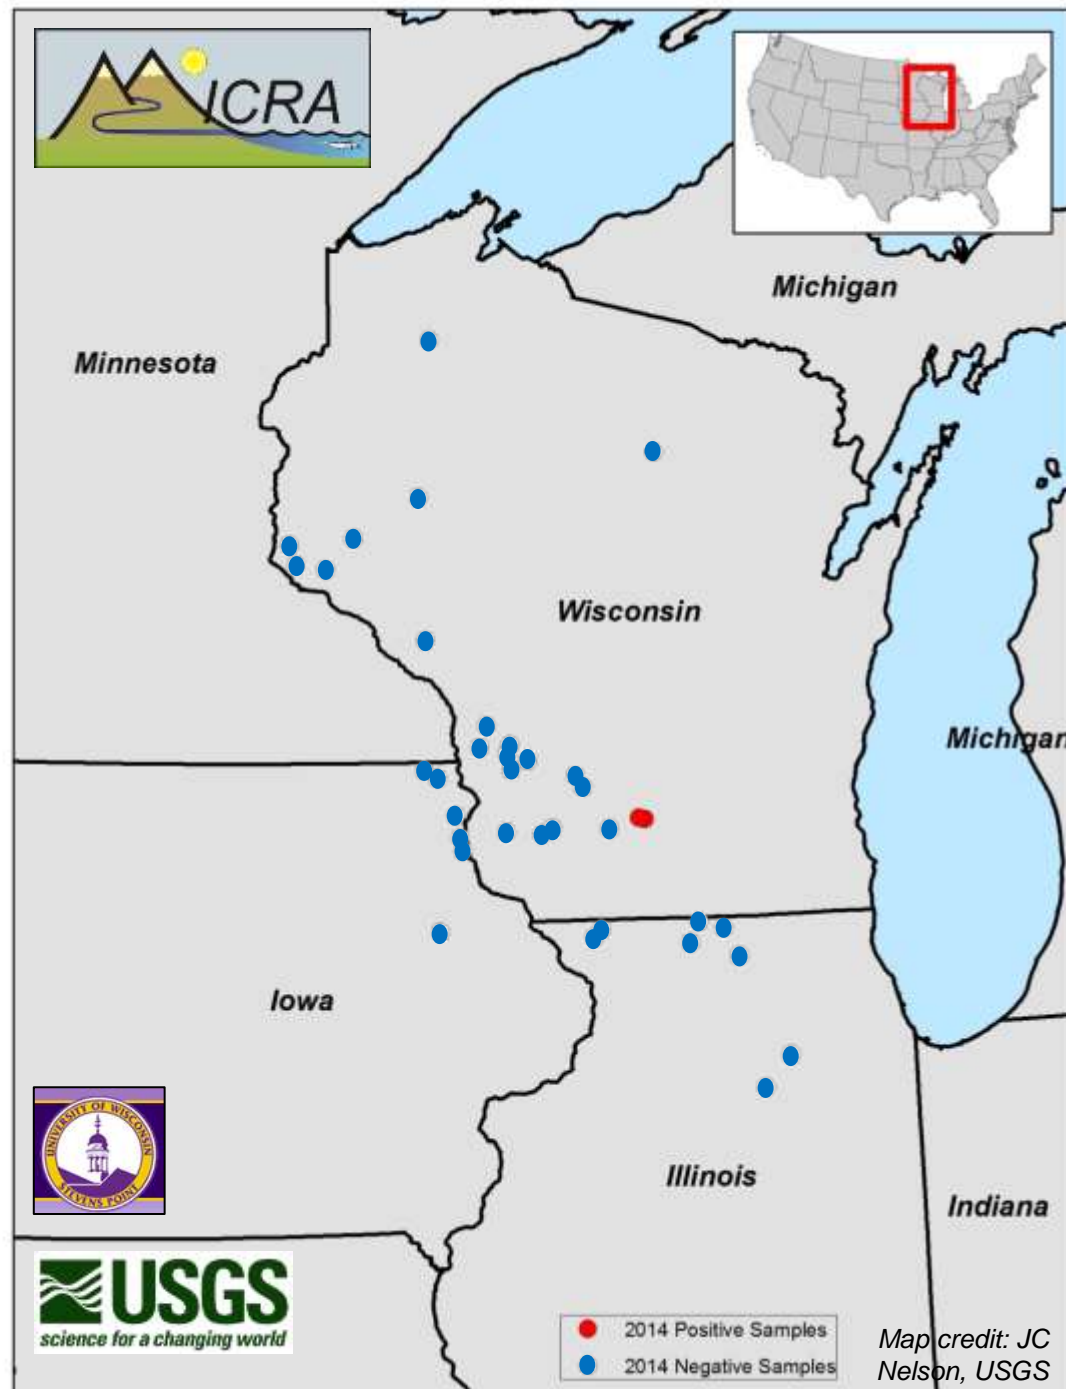 ICRA
Michigan
Minnesota
Wisconsin
Michigan
Iowa
UNIVERSITY OF WISCONSIN
STEVENS POINT
Illinois
Indiana
USGS
science for a changing world
2014 Positive Samples
2014 Negative Samples
Map credit: JC
Nelson, USGS